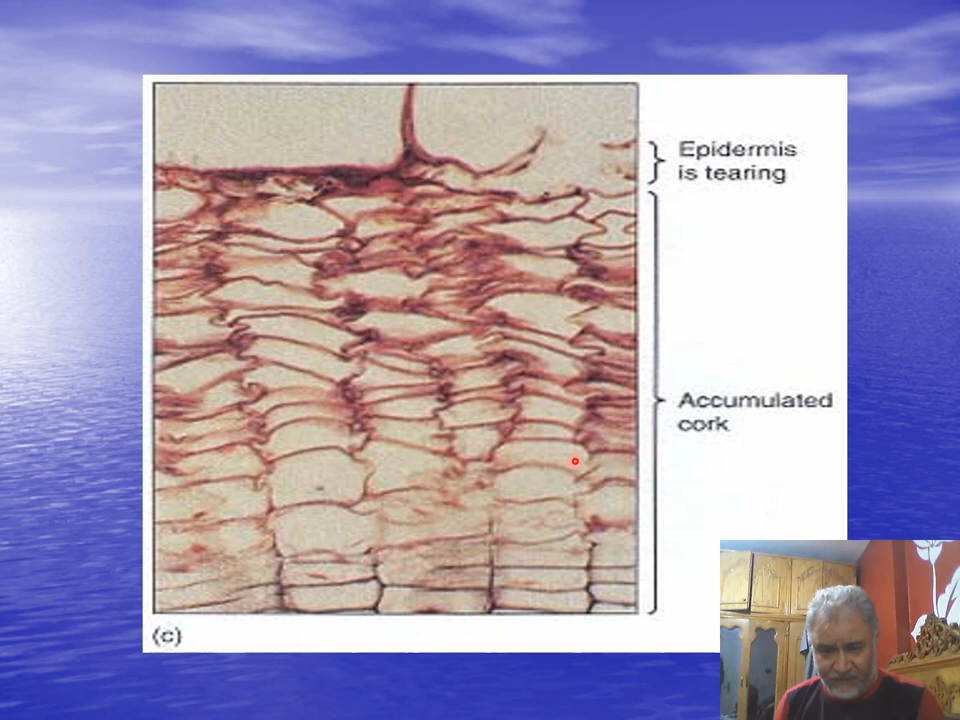 Epidermis
is tearing
Accumulated
cork
(c)